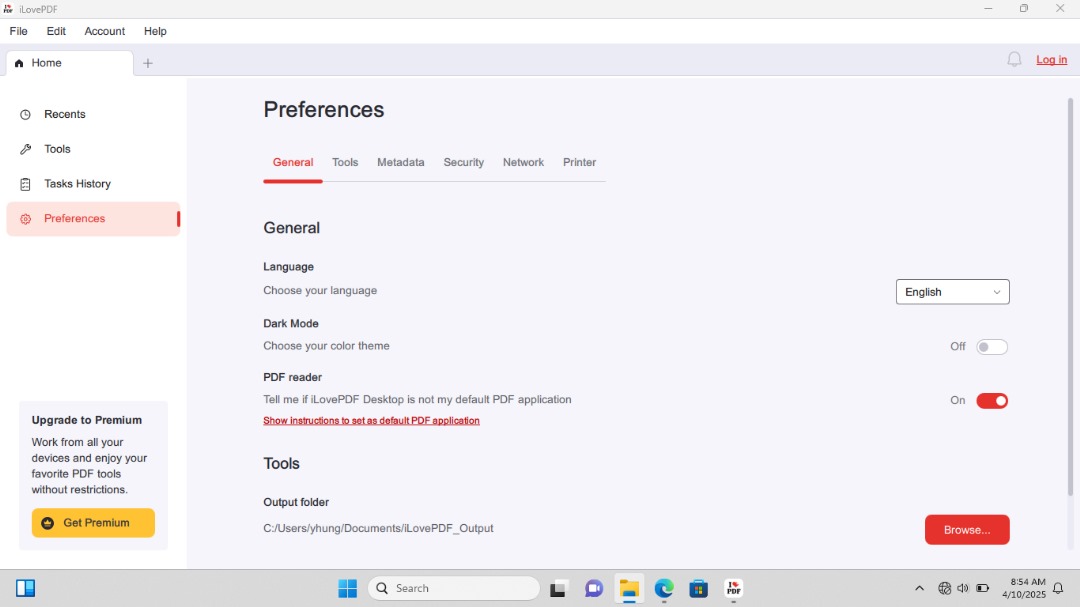 iLovePDF
File Edit Account Help
Home
Log in
Recents
Tools
Tasks History
Preferences
Upgrade to Premium
Work from all your
devices and enjoy your
favorite PDF tools
without restrictions.
Get Premium
Preferences
General Tools Metadata Security Network Printer
General
Language
Choose your language
English
Dark Mode
Choose your color theme
Off
PDF reader
Tell me if iLovePDF Desktop is not my default PDF application
On
Show instructions to set as default PDF application
Tools
Output folder
C:/Users/yhung/Documents/iLovePDF_Output
Browse...
Search
I
PDF
8:54 AM
4/10/2025